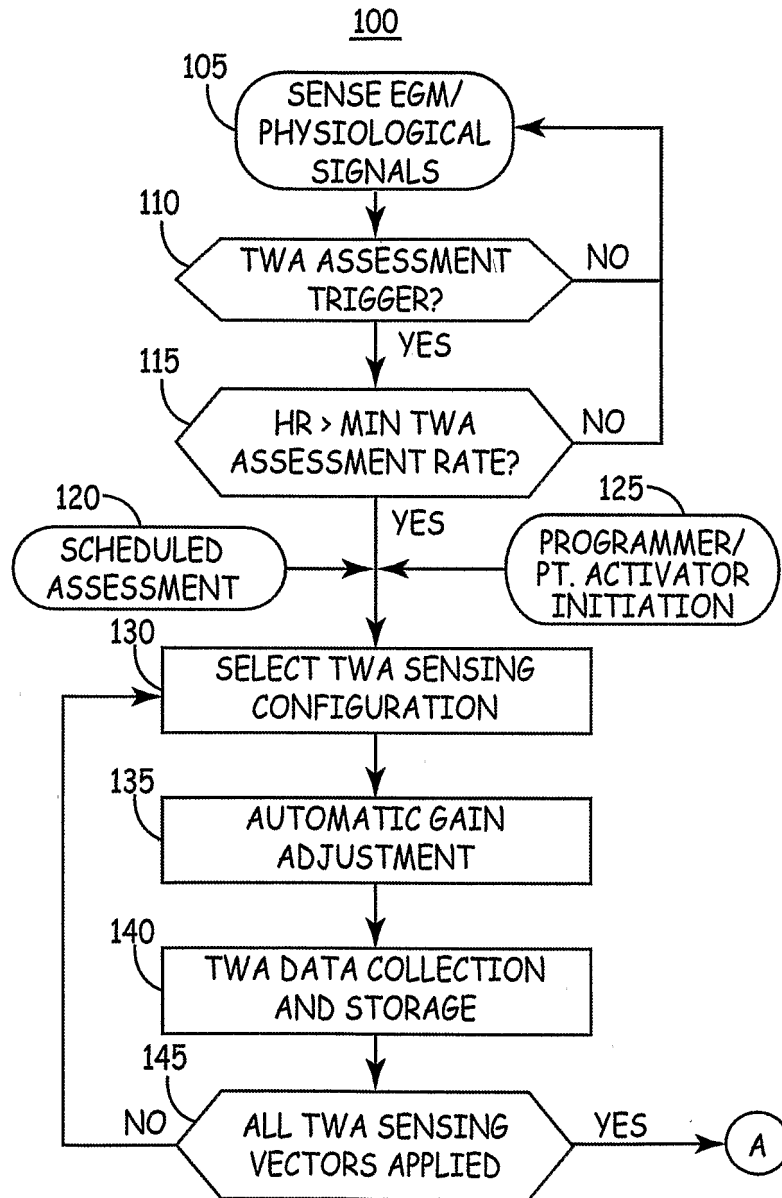 100
105
SENSE EGM/
PHYSIOLOGICAL
SIGNALS
110
TWA ASSESSMENT
TRIGGER?
NO
YES
115
HR > MIN TWA
ASSESSMENT RATE?
NO
YES
120
SCHEDULED
ASSESSMENT
125
PROGRAMMER/
PT. ACTIVATOR
INITIATION
130
SELECT TWA SENSING
CONFIGURATION
135
AUTOMATIC GAIN
ADJUSTMENT
140
TWA DATA COLLECTION
AND STORAGE
145
NO
ALL TWA SENSING
VECTORS APPLIED
YES
A